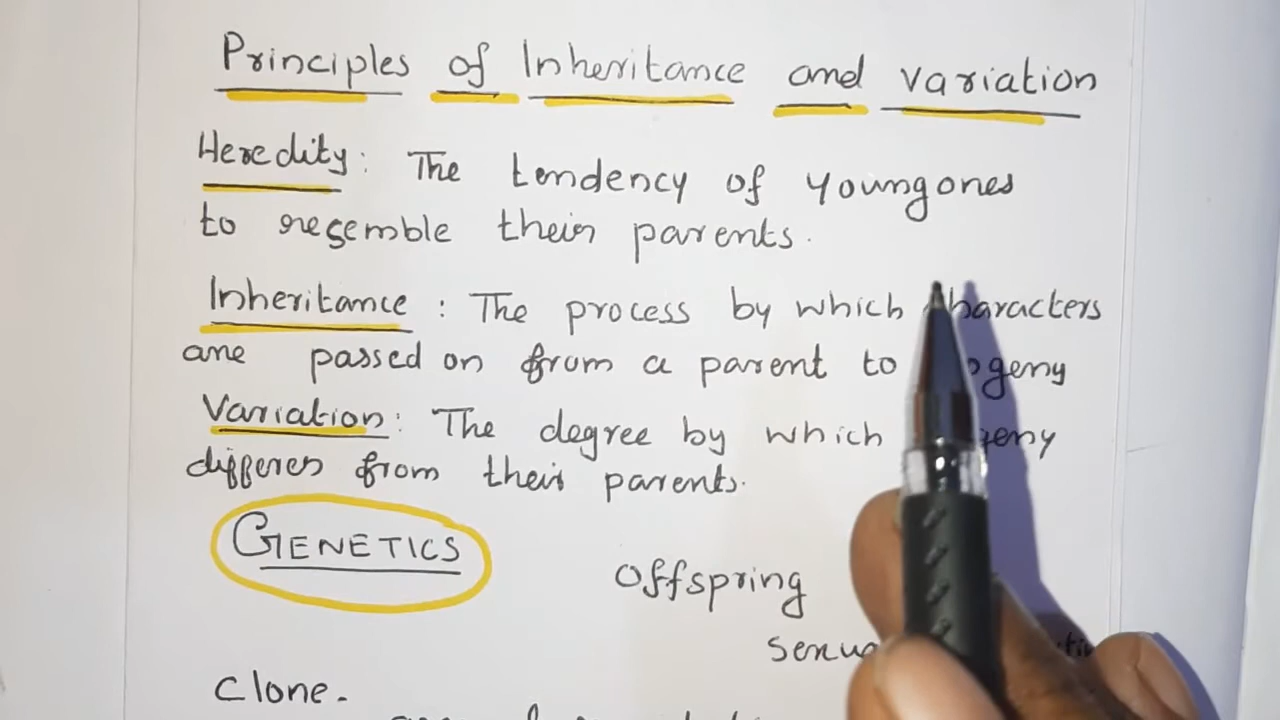 Principles of Inheritance and variation
Heredity: The tendency of Youngones
to resemble their parents.
Inheritance : The process by which characters
are passed on from a parent to
Variation: The degree by which
differes from their parents.
GENETICS
Offspring
Clone.